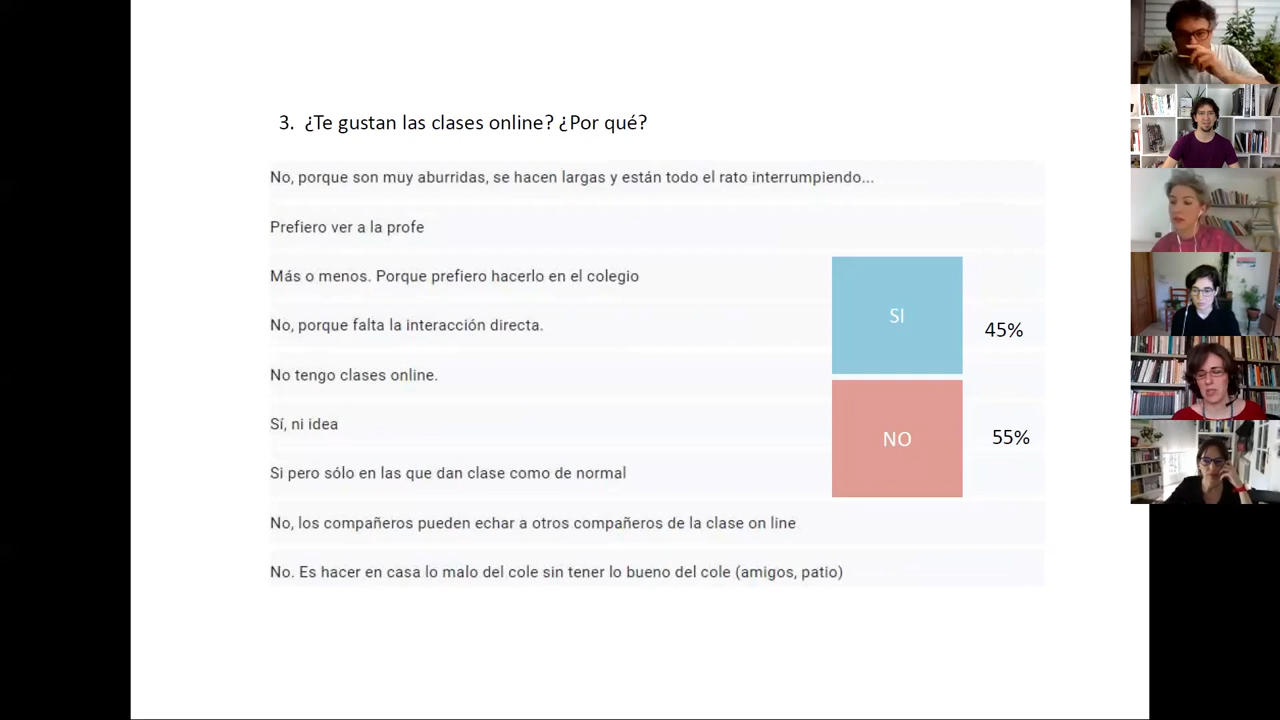 3. ¿Te gustan las clases online? ¿Por qué?
No, porque son muy aburridas, se hacen largas y están todo el rato interrumpiendo...
Prefiero ver a la profe
Más o menos. Porque prefiero hacerlo en el colegio
No, porque falta la interacción directa.
No tengo clases online.
Sí, ni idea
Si pero sólo en las que dan clase como de normal
No, los compañeros pueden echar a otros compañeros de la clase on line
No. Es hacer en casa lo malo del cole sin tener lo bueno del cole (amigos, patio)
SI
45%
NO
55%